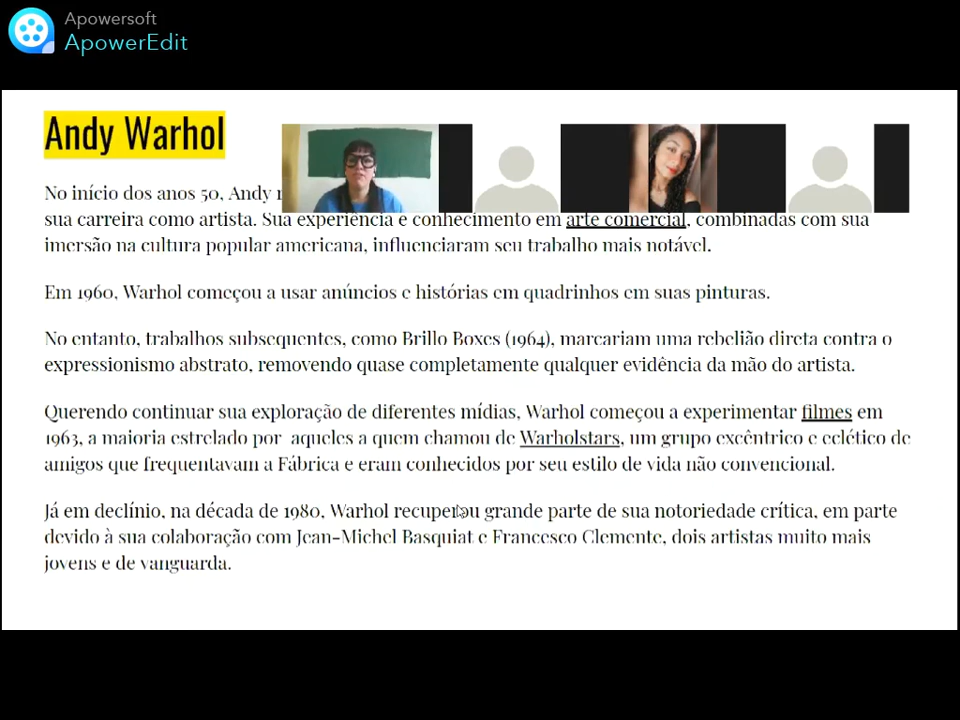 Apowersoft
ApowerEdit
Andy Warhol
No início dos anos 50, Andy
sua carreira como artista. Sua experiência e conhecimento em arte comercial, combinadas com sua
imersão na cultura popular americana, influenciaram seu trabalho mais notável.
Em 1960, Warhol começou a usar anúncios e histórias em quadrinhos em suas pinturas.
No entanto, trabalhos subsequentes, como Brillo Boxes (1964), marcariam uma rebelião direta contra o
expressionismo abstrato, removendo quase completamente qualquer evidência da mão do artista.
Querendo continuar sua exploração de diferentes mídias, Warhol começou a experimentar filmes em
1963, a maioria estrelado por aqueles a quem chamou de Warholstars, um grupo excêntrico e eclético de
amigos que frequentavam a Fábrica e eram conhecidos por seu estilo de vida não convencional.
Já em declínio, na década de 1980, Warhol recuperou grande parte de sua notoriedade crítica, em parte
devido à sua colaboração com Jean-Michel Basquiat e Francesco Clemente, dois artistas muito mais
jovens e de vanguarda.